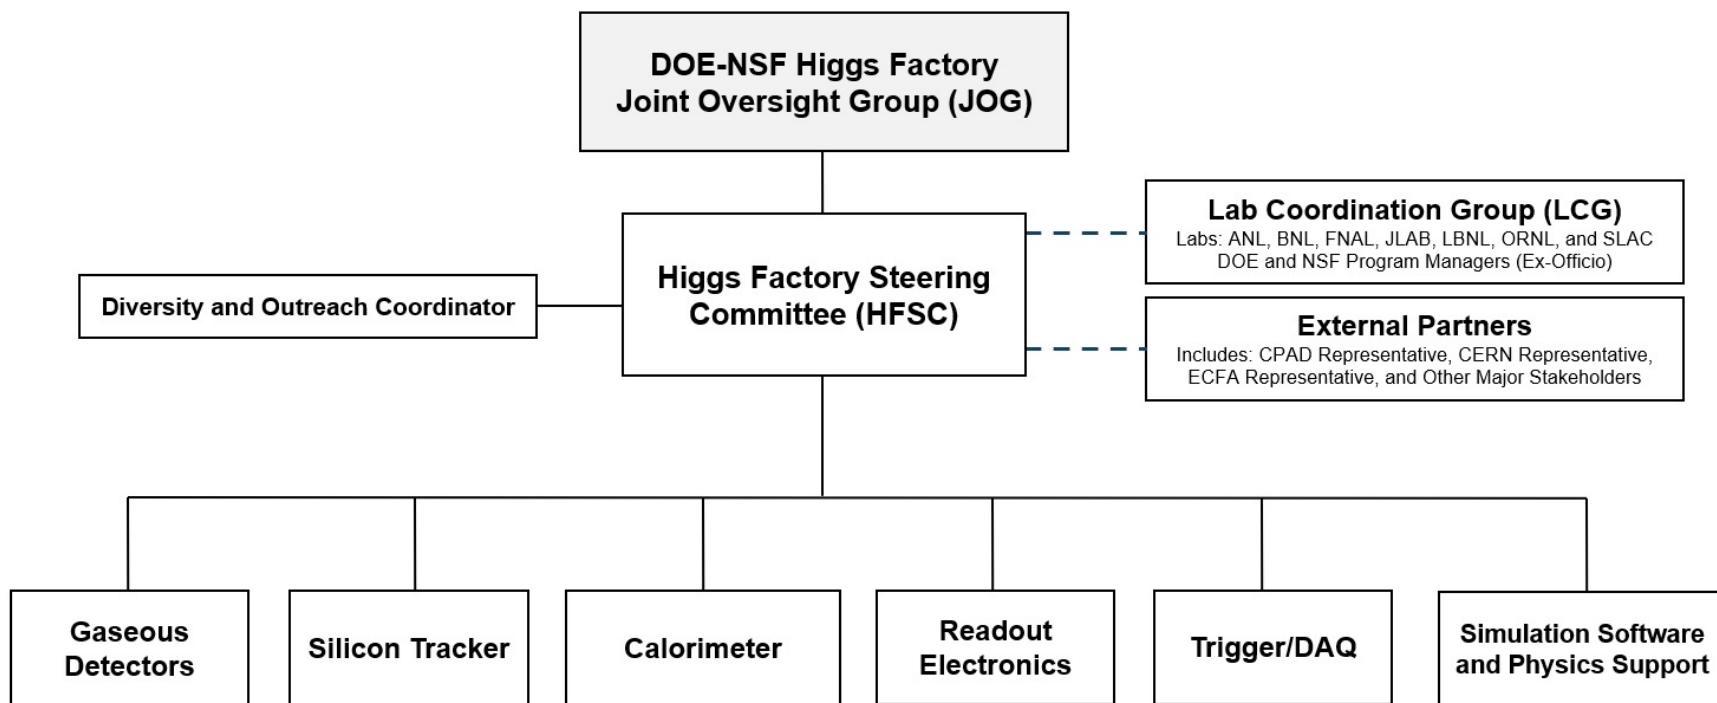 DOE-NSF Higgs Factory
Joint Oversight Group (JOG)
Lab Coordination Group (LCG)
Labs: ANL, BNL, FNAL, JLAB, LBNL, ORNL, and SLAC
DOE and NSF Program Managers (Ex-Officio)
Higgs Factory Steering
Committee (HFSC)
Diversity and Outreach Coordinator
External Partners
Includes: CPAD Representative, CERN Representative,
ECFA Representative, and Other Major Stakeholders
Gaseous
Detectors
Silicon Tracker
Calorimeter
Readout
Electronics
Trigger/DAQ
Simulation Software
and Physics Support